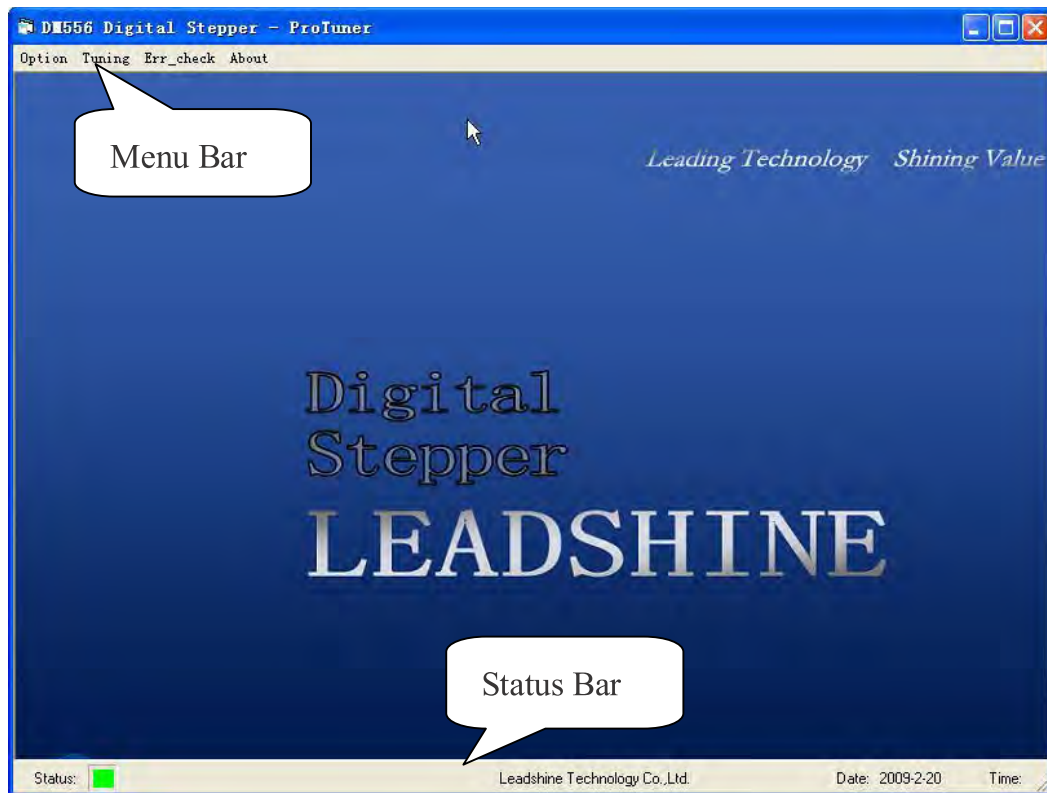 DM556 Digital Stepper - ProTuner
Option Tuning Err_check About
Menu Bar
Leading Technology Shining Value
Digital
Stepper
LEADSHINE
Status Bar
Status: Leadshine Technology Co.,Ltd. Date: 2009-2-20 Time: